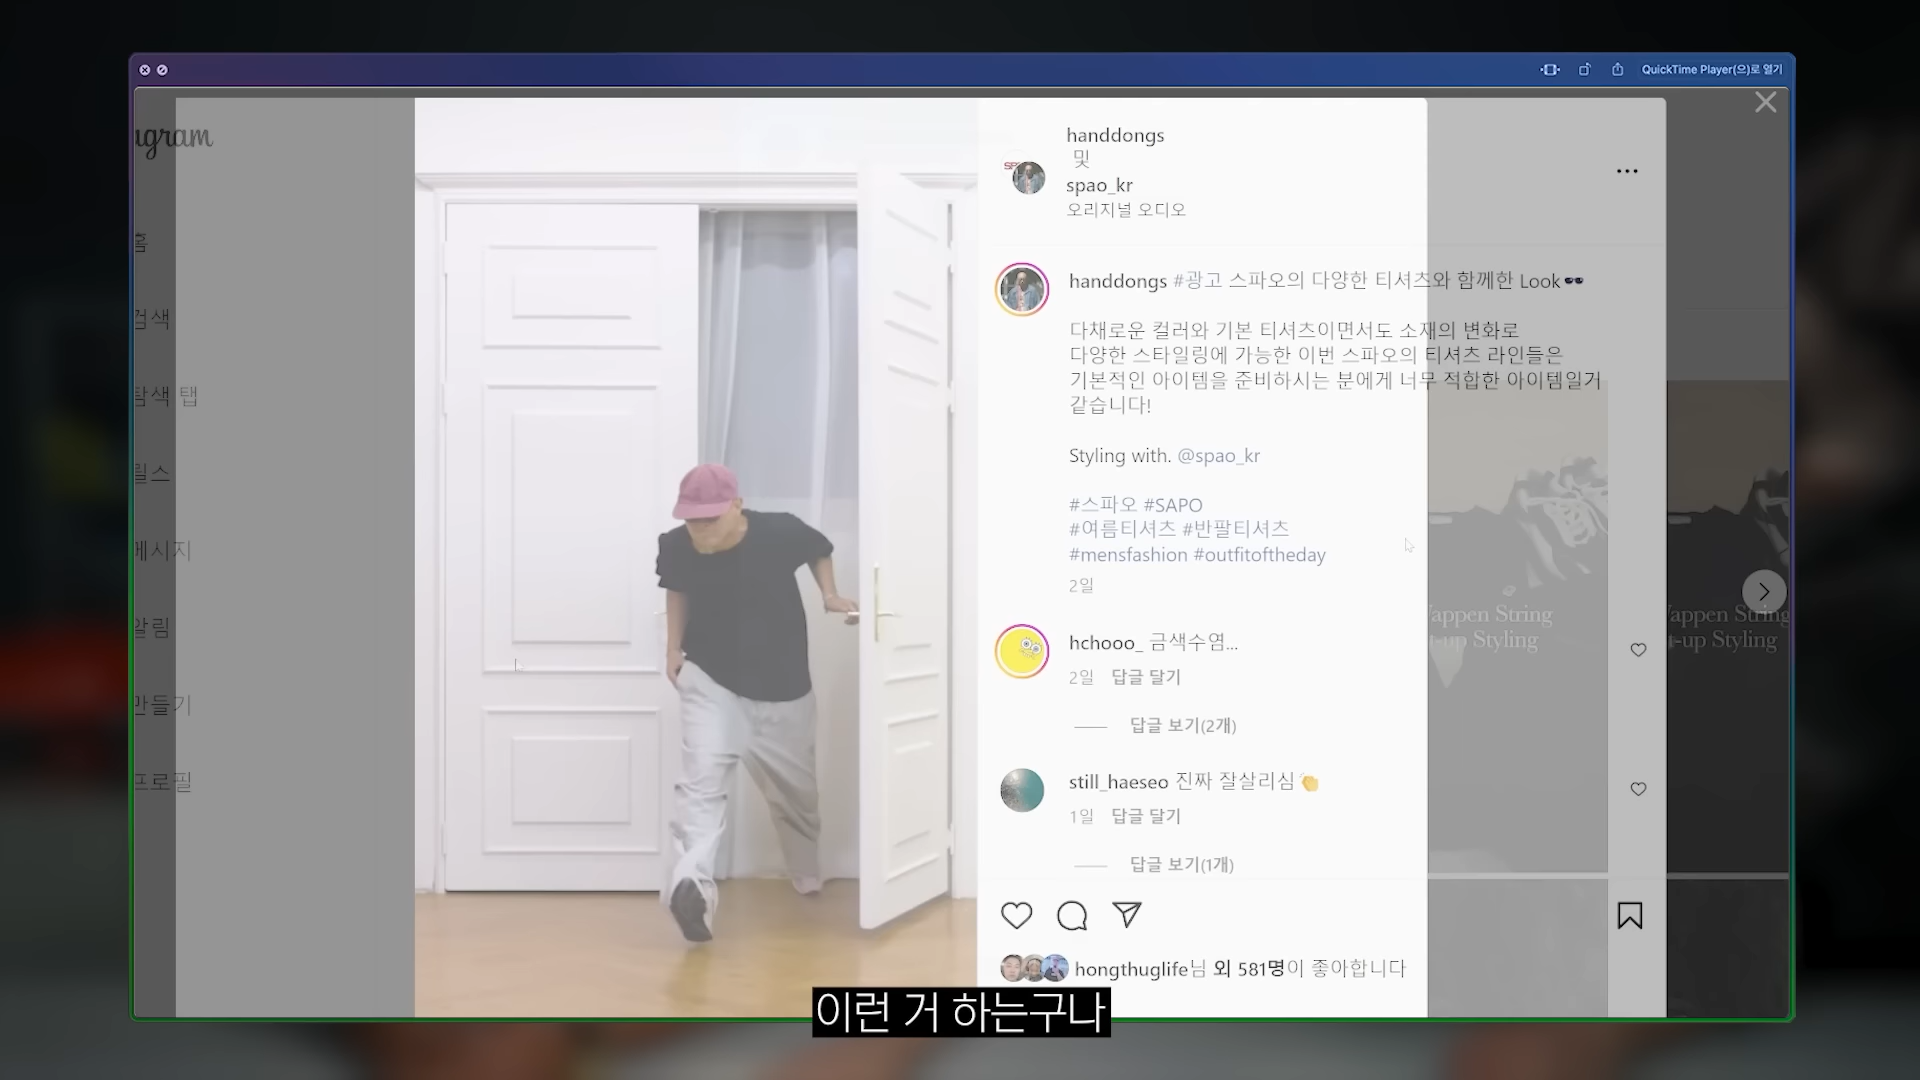 QuickTime Player(으)로 열기
agram
홈
검색
탐색 탭
릴스
메시지
알림
만들기
프로필
handdongs
및
spao_kr
오리지널 오디오
handdongs #광고 스파오의 다양한 티셔츠와 함께한 Look🕶️
다채로운 컬러와 기본 티셔츠이면서도 소재의 변화로
다양한 스타일링에 가능한 이번 스파오의 티셔츠 라인들은
기본적인 아이템을 준비하시는 분에게 너무 적합한 아이템일거
같습니다!
Styling with. @spao_kr
#스파오 #SAPO
#여름티셔츠 #반팔티셔츠
#mensfashion #outfitoftheday
2일
hchooo_ 금색수염...
2일 답글 달기
답글 보기(2개)
still_haeseo 진짜 잘살리심👏
1일 답글 달기
답글 보기(1개)
hongthuglife님 외 581명이 좋아합니다
appen String
t-up Styling
Wappen String
t-up Styling
이런 거 하는구나